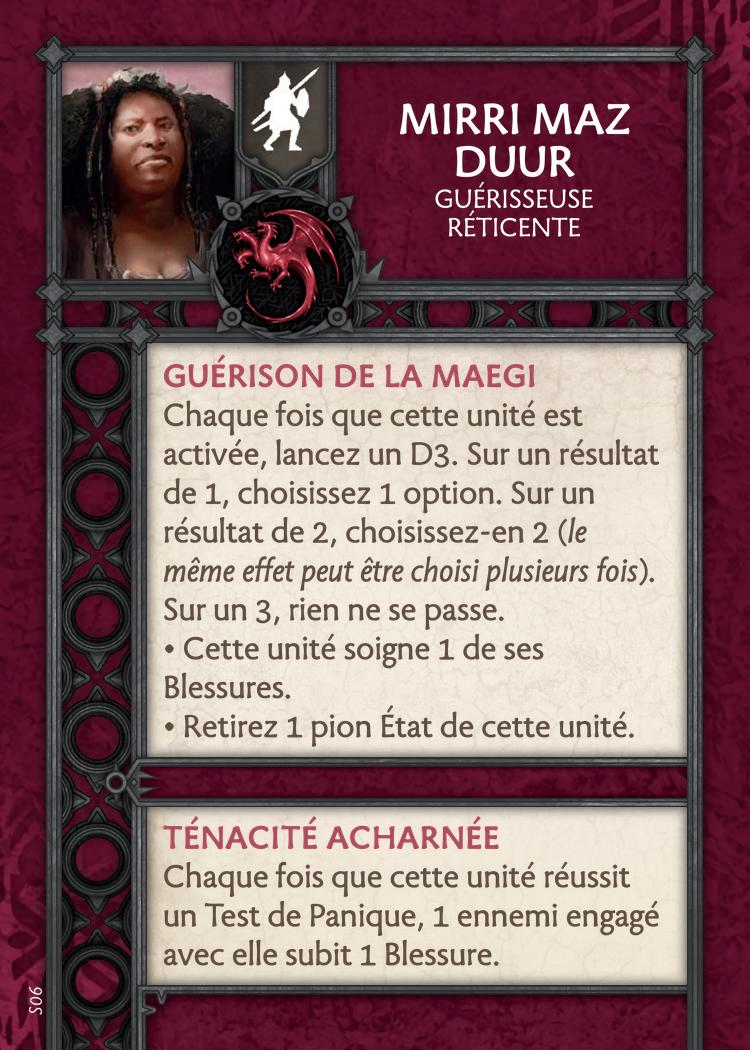 MIRRI MAZ
DUUR
GUÉRISSEUSE
RÉTICENTE
GUÉRISON DE LA MAEGI
Chaque fois que cette unité est
activée, lancez un D3. Sur un résultat
de 1, choisissez 1 option. Sur un
résultat de 2, choisissez-en 2 (le
même effet peut être choisi plusieurs fois).
Sur un 3, rien ne se passe.
• Cette unité soigne 1 de ses
Blessures.
• Retirez 1 pion État de cette unité.
TÉNACITÉ ACHARNÉE
Chaque fois que cette unité réussit
un Test de Panique, 1 ennemi engagé
avec elle subit 1 Blessure.
S06